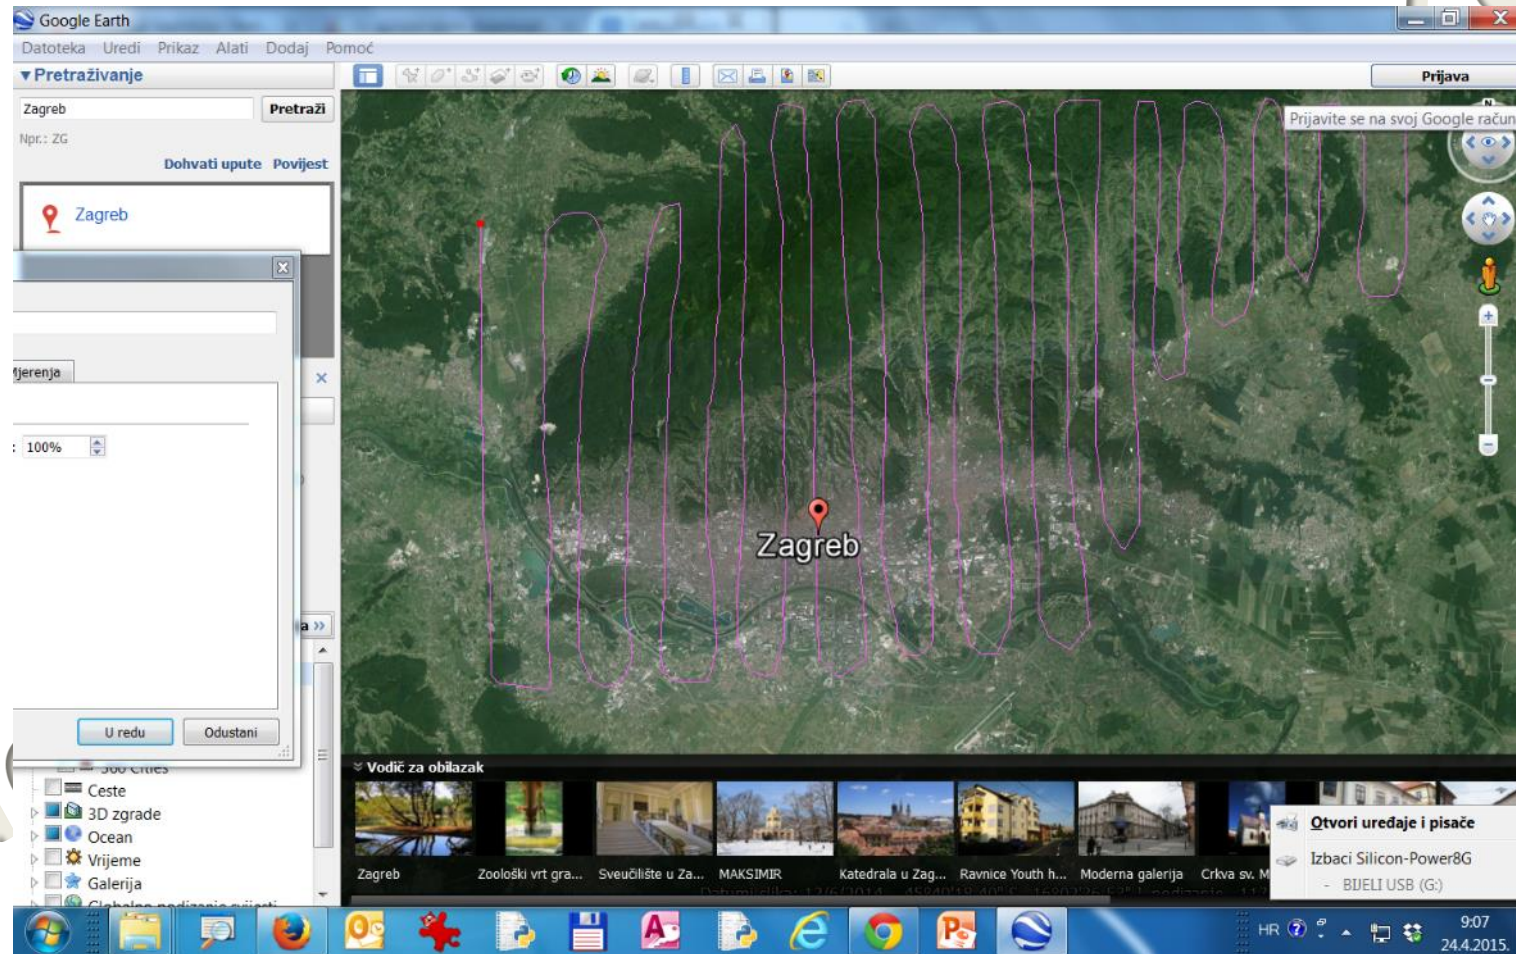 Google Earth
Datoteka Uredi Prikaz Alati Dodaj Pomoć
Pretraživanje
Prijava
Zagreb
Pretraži
Prijavite se na svoj Google račun
Npr.: ZG
Dohvati upute Povijest
Zagreb
Mjerenja
: 100%
Zagreb
a »
U redu Odustani
Vodič za obilazak
360 Cities
Ceste
3D zgrade
Ocean
Vrijeme
Galerija
Zagreb
Zoološki vrt gra...
Sveučilište u Za...
MAKSIMIR
Katedrala u Zag...
Ravnice Youth h...
Moderna galerija
Crkva sv. M
Otvori uređaje i pisače
Izbaci Silicon-Power8G
- BIJELI USB (G:)
HR
9:07
24.4.2015.